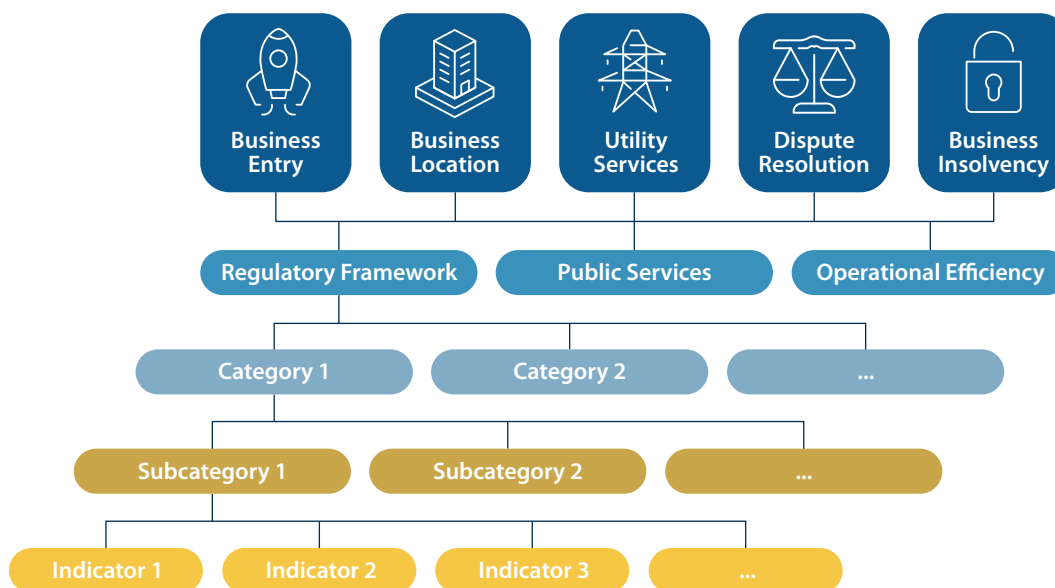 Business
Entry
Business
Location
Utility
Services
Dispute
Resolution
Business
Insolvency
Regulatory Framework
Public Services
Operational Efficiency
Category 1
Category 2
...
Subcategory 1
Subcategory 2
...
Indicator 1
Indicator 2
Indicator 3
...